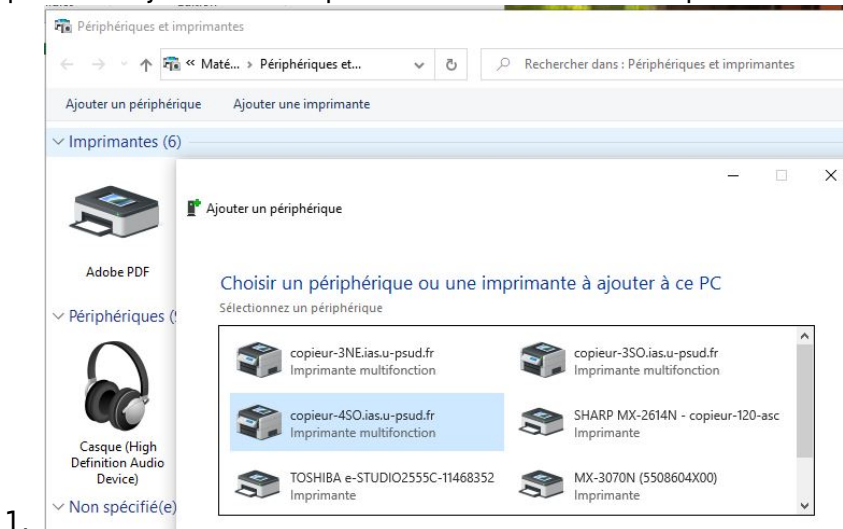 Périphériques et imprimantes
« Maté... › Périphériques et...
Rechercher dans : Périphériques et imprimantes
Ajouter un périphérique Ajouter une imprimante
Imprimantes (6)
Adobe PDF
Périphériques (
Casque (High
Definition Audio
Device)
Non spécifié(e)
Ajouter un périphérique
Choisir un périphérique ou une imprimante à ajouter à ce PC
Sélectionnez un périphérique
copieur-3NE.ias.u-psud.fr
Imprimante multifonction
copieur-3SO.ias.u-psud.fr
Imprimante multifonction
copieur-4SO.ias.u-psud.fr
Imprimante multifonction
SHARP MX-2614N - copieur-120-asc
Imprimante
TOSHIBA e-STUDIO2555C-11468352
Imprimante
MX-3070N (5508604X00)
Imprimante
1.